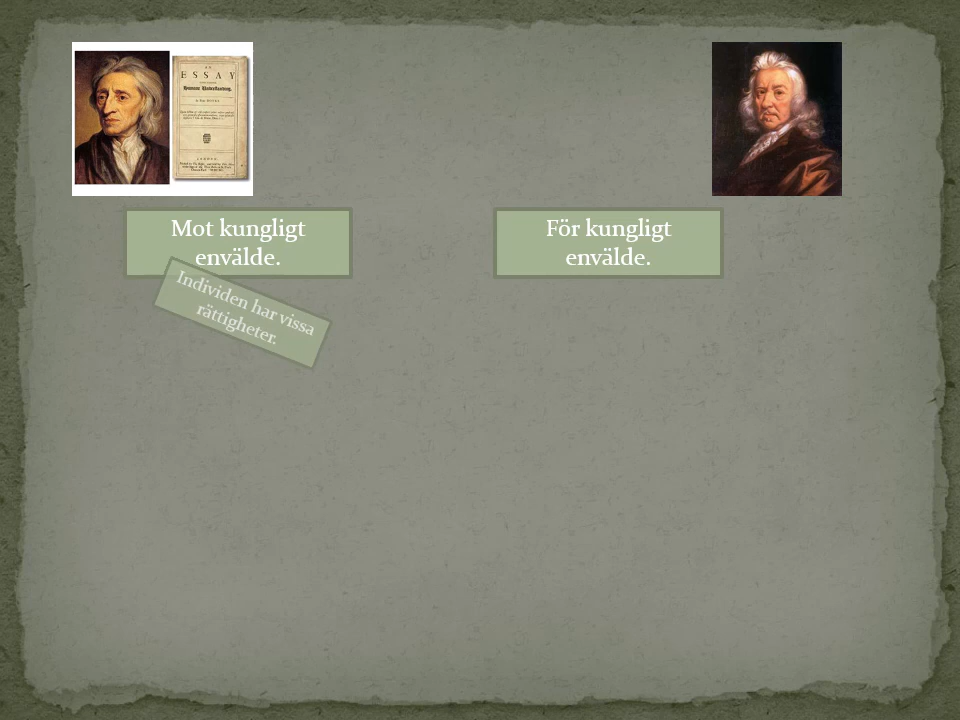 ESSAY
Humane Understanding.
LONDON,
Mot kungligt
envälde.
För kungligt
envälde.
Individen har vissa
rättigheter.